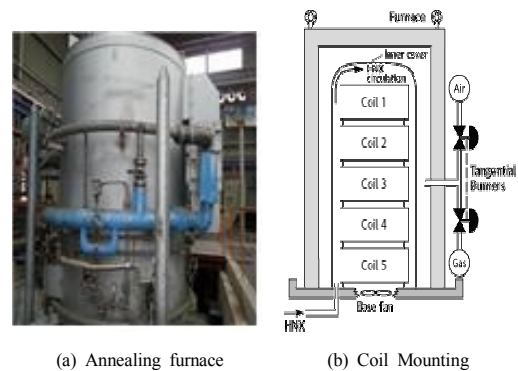 (b)
Furnace
Inner cover
HNX
circulation
Air
Coil 1
Coil 2
Coil 3
Tangential
Burners
Coil 4
Coil 5
Gas
Base fan
HNX
(a) Annealing furnace
(b) Coil Mounting